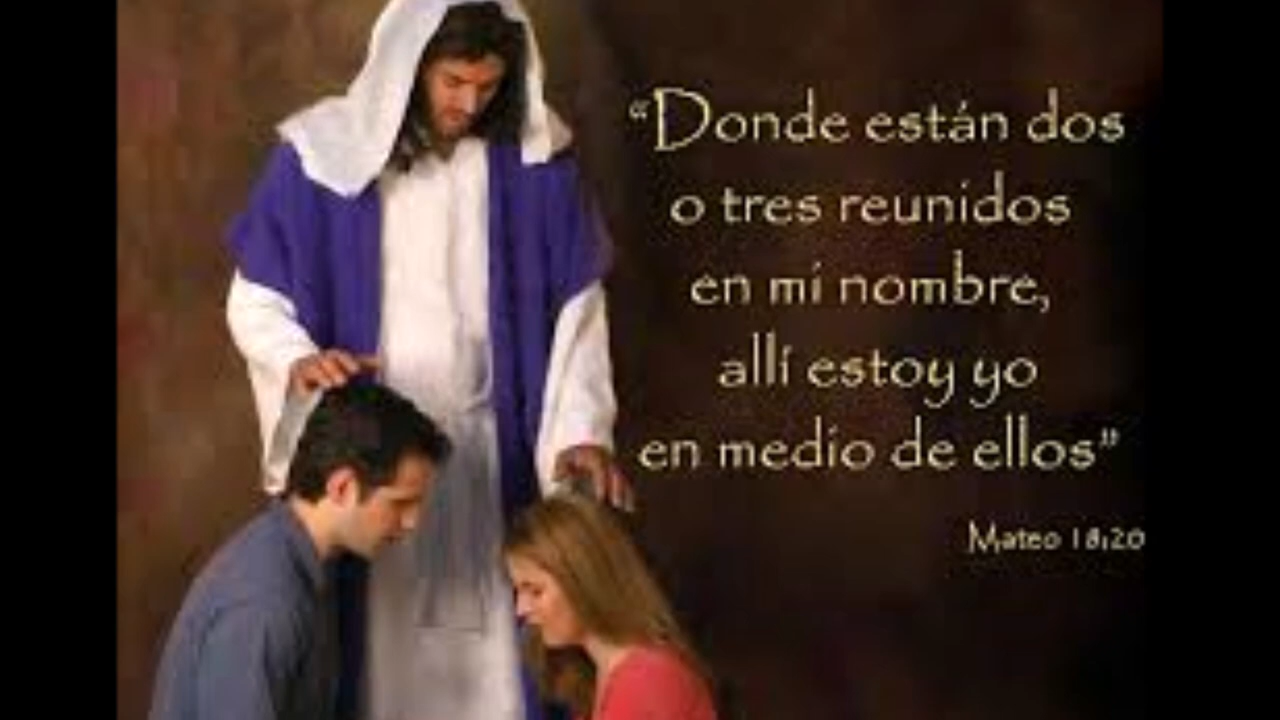 “Donde están dos
o tres reunidos
en mi nombre,
allí estoy yo
en medio de ellos”
Mateo 18:20